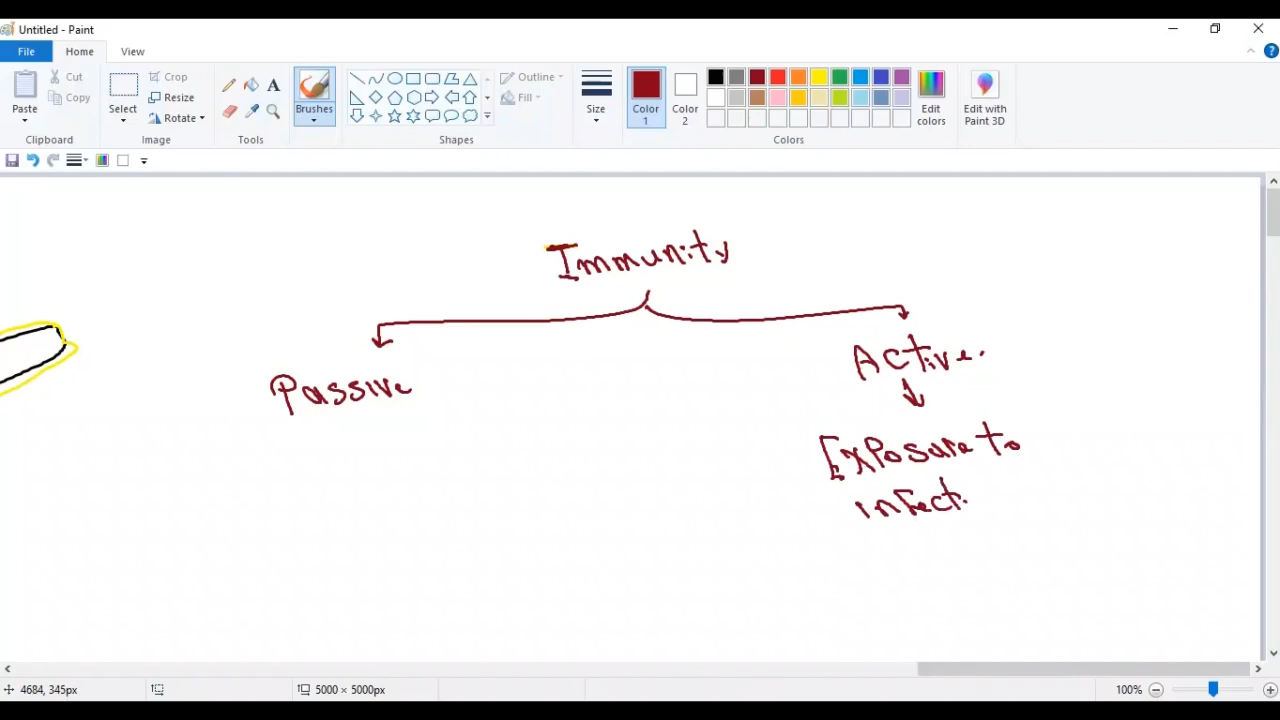 Untitled - Paint
File Home View
Paste
Cut
Copy
Clipboard
Select
Crop
Resize
Rotate
Image
Tools
Brushes
Outline
Fill
Shapes
Size
Color 1
Color 2
Edit colors
Edit with Paint 3D
Colors
Immunity
Passive
Active.
Exposure to
infect.
4684, 345px
5000 × 5000px
100%